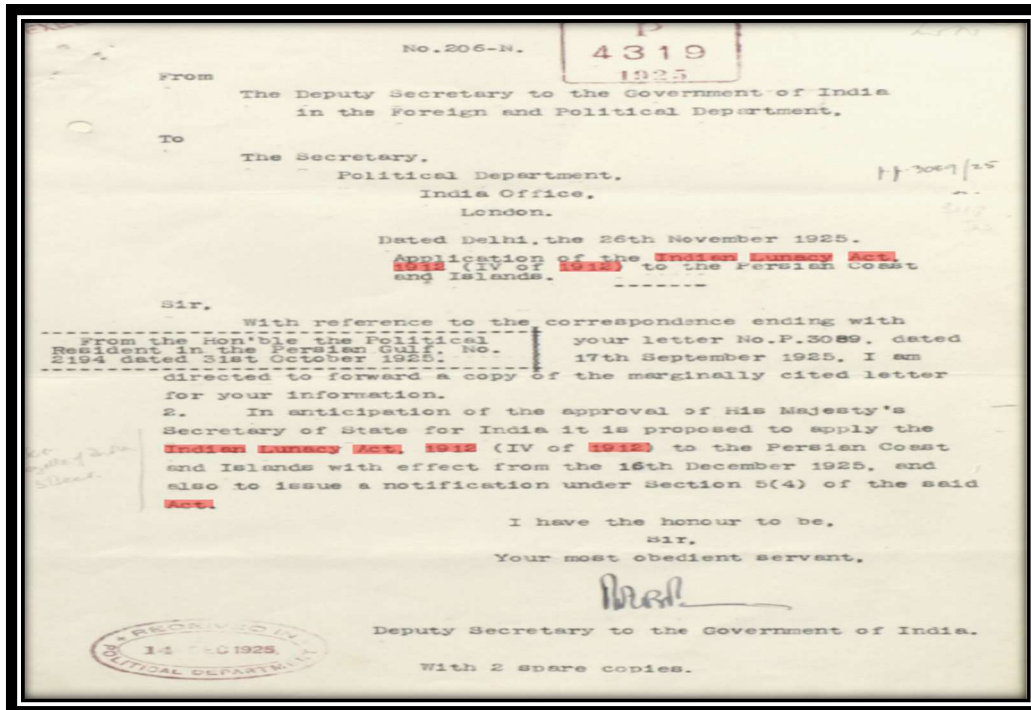 No.206-N.
P
4319
1925
From
The Deputy Secretary to the Government of India
in the Foreign and Political Department.
To
The Secretary,
Political Department,
India Office,
London.
P.P. 3089/25
Dated Delhi, the 26th November 1925.
Application of the Indian Lunacy Act,
1912 (IV of 1912) to the Persian Coast
and Islands.
Sir,
With reference to the correspondence ending with
From the Hon'ble the Political
Resident in the Persian Gulf, No.
2194 dated 31st October 1925.
your letter No.P.3089, dated
17th September 1925, I am
directed to forward a copy of the marginally cited letter
for your information.
2. In anticipation of the approval of His Majesty's
Secretary of State for India it is proposed to apply the
Indian Lunacy Act, 1912 (IV of 1912) to the Persian Coast
and Islands with effect from the 16th December 1925, and
also to issue a notification under Section 5(4) of the said
Act.
I have the honour to be,
Sir,
Your most obedient servant,
Deputy Secretary to the Government of India.
With 2 spare copies.
RECEIVED IN
14 DEC 1925
POLITICAL DEPARTMENT